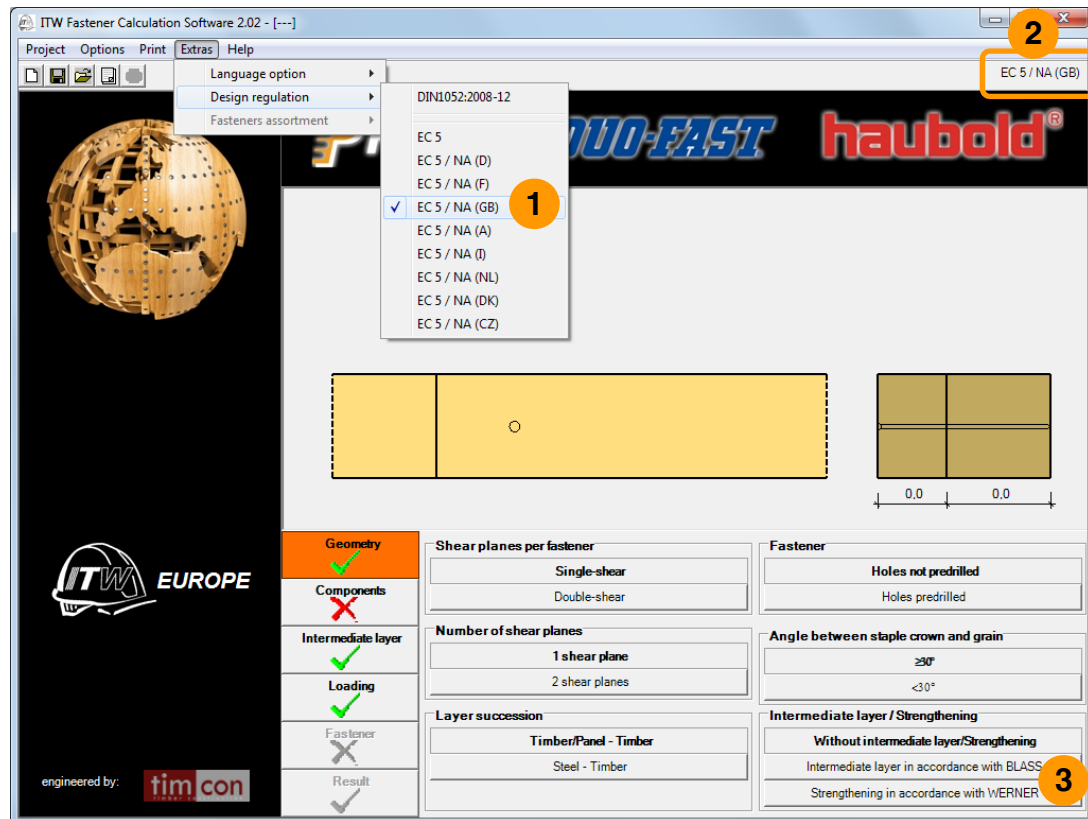 ITW Fastener Calculation Software 2.02 - [---]
2
Project Options Print Extras Help
EC 5 / NA (GB)
Language option
Design regulation
Fasteners assortment
DIN1052:2008-12
EC 5
EC 5 / NA (D)
EC 5 / NA (F)
EC 5 / NA (GB)
1
EC 5 / NA (A)
EC 5 / NA (I)
EC 5 / NA (NL)
EC 5 / NA (DK)
EC 5 / NA (CZ)
DUO-FAST
haubold®
0,0 0,0
ITW EUROPE
engineered by:
timcon
Geometry
Components
Intermediate layer
Loading
Fastener
Result
Shear planes per fastener
Single-shear
Double-shear
Number of shear planes
1 shear plane
2 shear planes
Layer succession
Timber/Panel - Timber
Steel - Timber
Fastener
Holes not predrilled
Holes predrilled
Angle between staple crown and grain
≥30°
<30°
Intermediate layer / Strengthening
Without intermediate layer/Strengthening
Intermediate layer in accordance with BLASS
Strengthening in accordance with WERNER
3